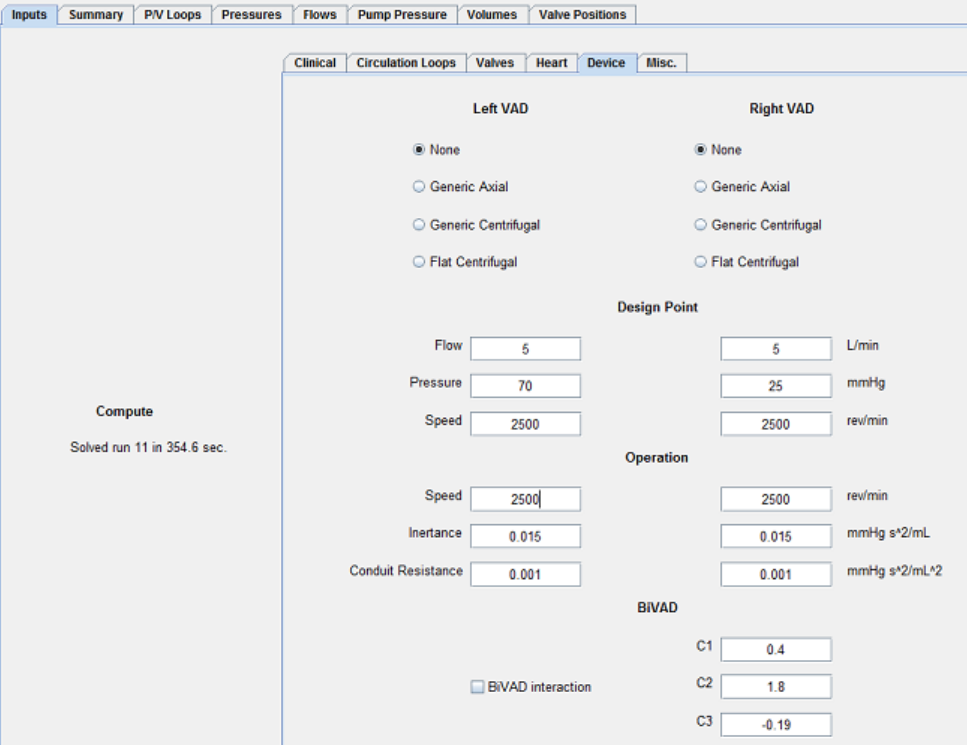 Inputs Summary P/V Loops Pressures Flows Pump Pressure Volumes Valve Positions
Clinical Circulation Loops Valves Heart Device Misc.
Left VAD Right VAD
None None
Generic Axial Generic Axial
Generic Centrifugal Generic Centrifugal
Flat Centrifugal Flat Centrifugal
Design Point
Flow 5 5 L/min
Pressure 70 25 mmHg
Speed 2500 2500 rev/min
Compute
Solved run 11 in 354.6 sec.
Operation
Speed 2500 2500 rev/min
Inertance 0.015 0.015 mmHg s^2/mL
Conduit Resistance 0.001 0.001 mmHg s^2/mL^2
BiVAD
C1 0.4
BiVAD interaction C2 1.8
C3 -0.19